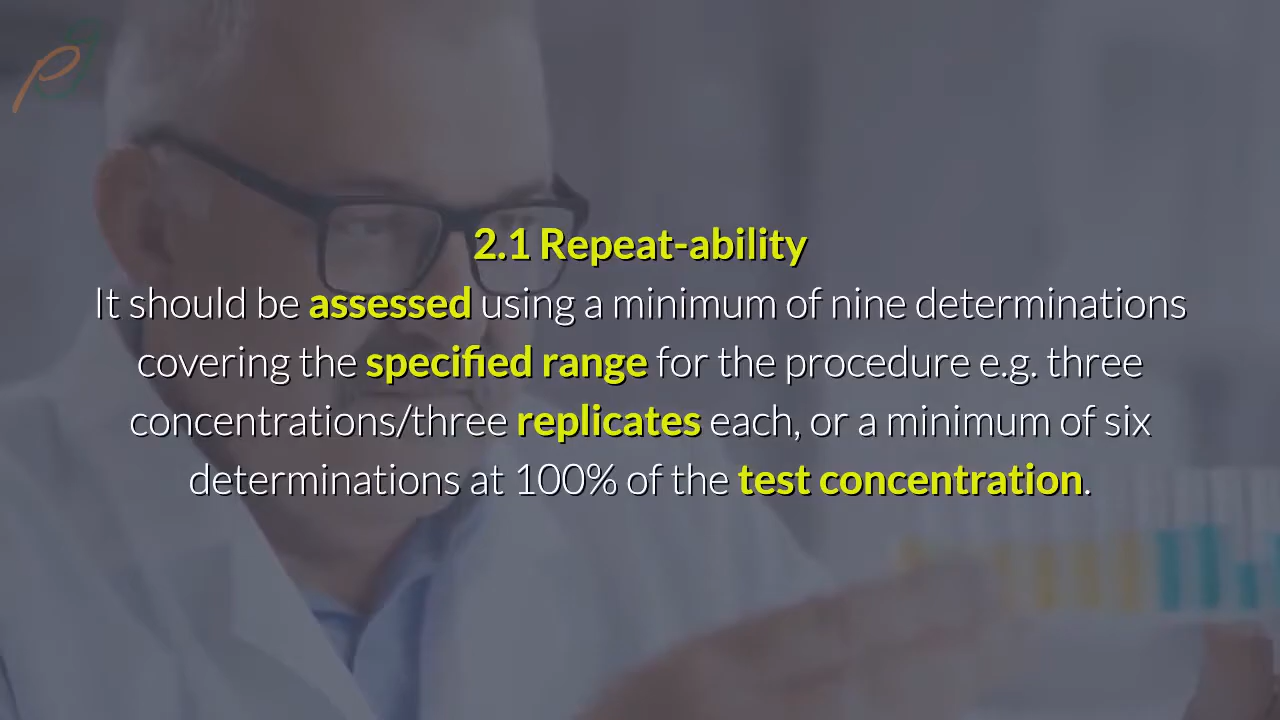 2.1 Repeat-ability
It should be assessed using a minimum of nine determinations
covering the specified range for the procedure e.g. three
concentrations/three replicates each, or a minimum of six
determinations at 100% of the test concentration.